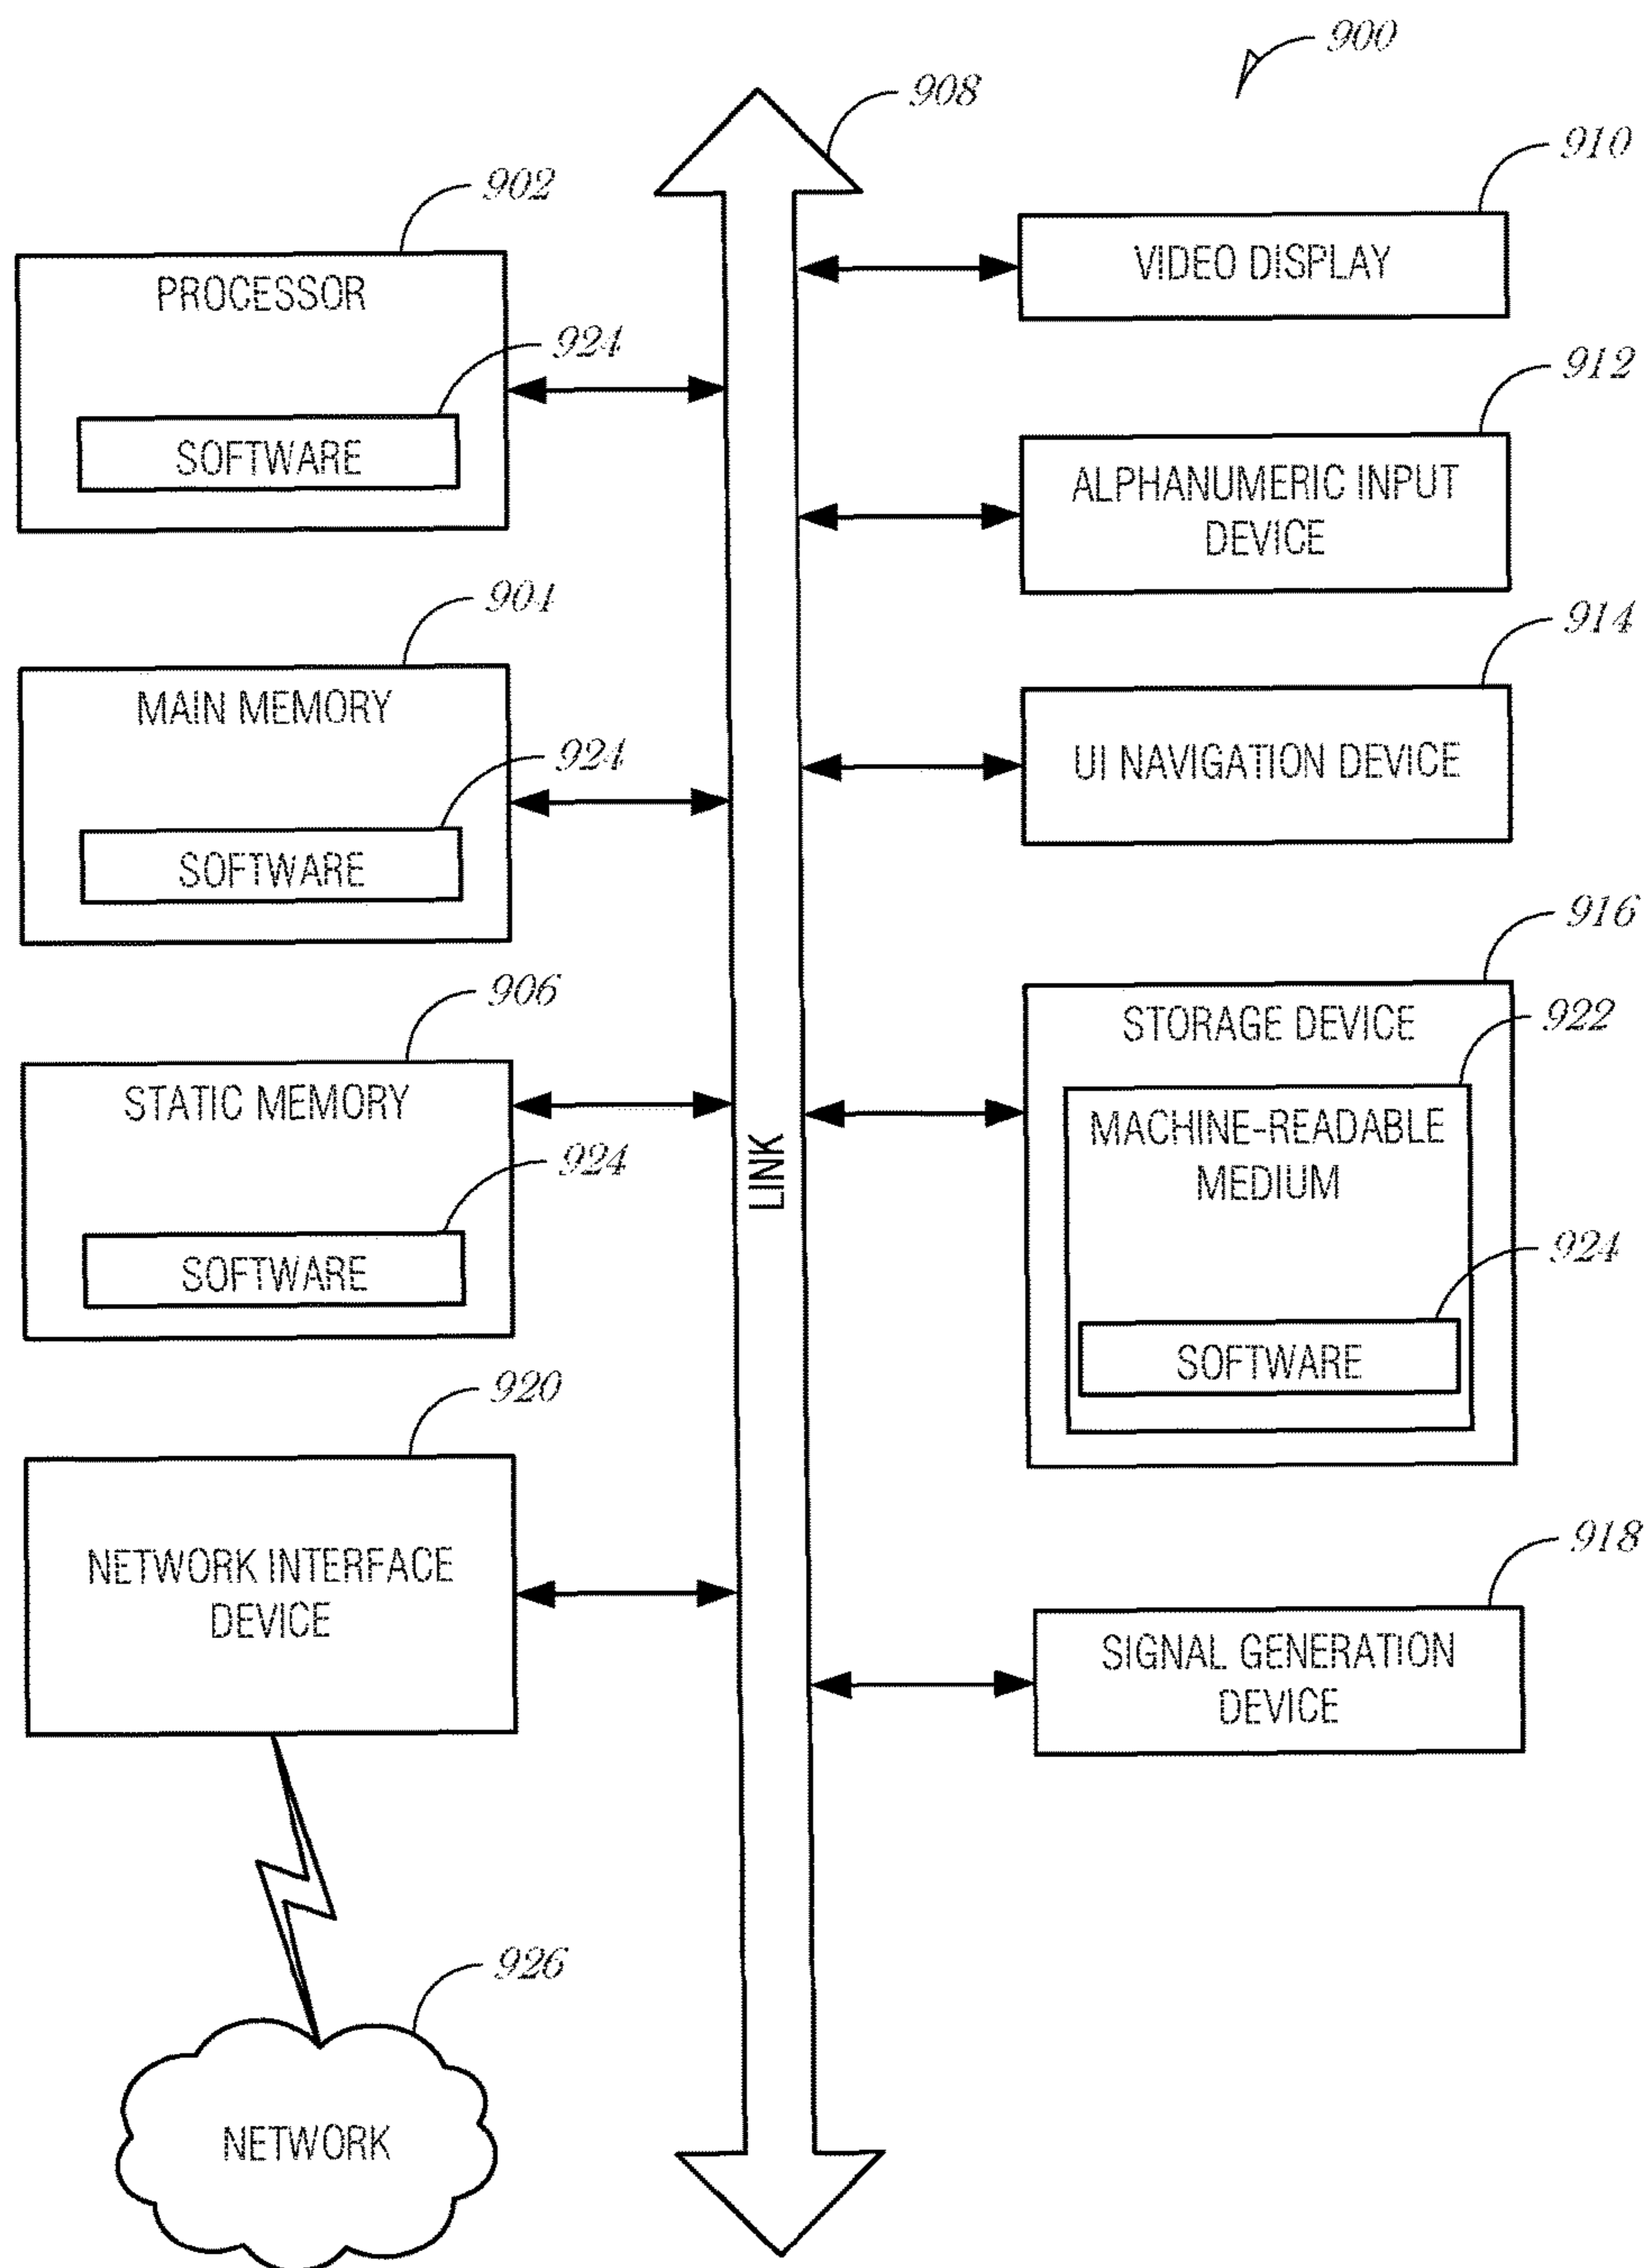 900
908
902
PROCESSOR
924
SOFTWARE
904
MAIN MEMORY
924
SOFTWARE
906
STATIC MEMORY
924
SOFTWARE
920
NETWORK INTERFACE
DEVICE
926
NETWORK
LINK
910
VIDEO DISPLAY
912
ALPHANUMERIC INPUT
DEVICE
914
UI NAVIGATION DEVICE
916
STORAGE DEVICE
922
MACHINE-READABLE
MEDIUM
924
SOFTWARE
918
SIGNAL GENERATION
DEVICE